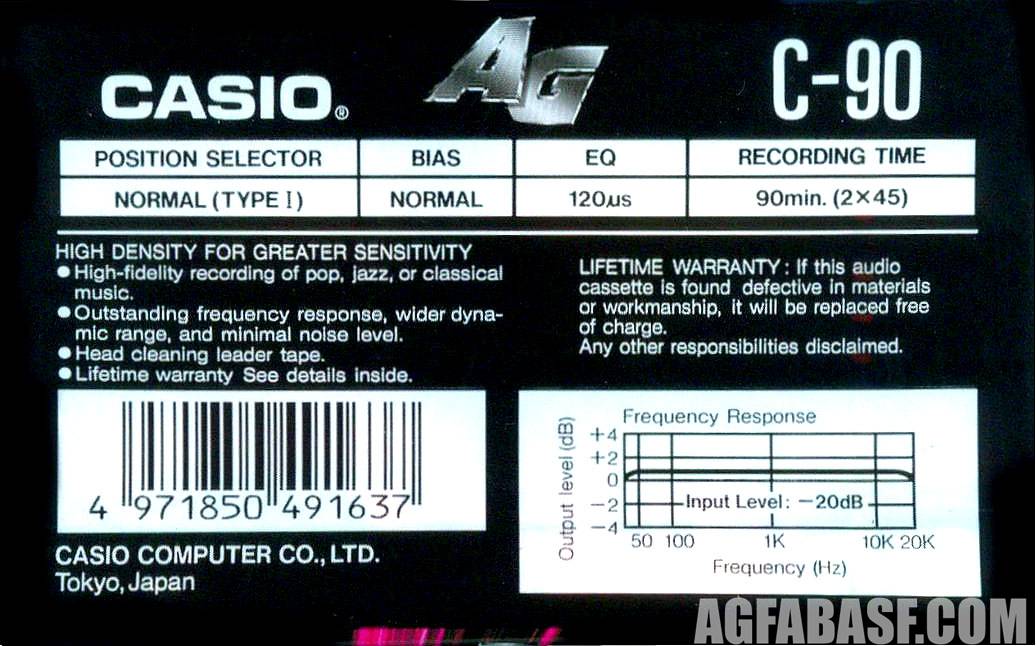 CASIO®
AG
C-90
POSITION SELECTOR BIAS EQ RECORDING TIME
NORMAL (TYPE I) NORMAL 120μs 90min. (2×45)
HIGH DENSITY FOR GREATER SENSITIVITY
●High-fidelity recording of pop, jazz, or classical
music.
●Outstanding frequency response, wider dyna-
mic range, and minimal noise level.
●Head cleaning leader tape.
●Lifetime warranty See details inside.
LIFETIME WARRANTY : If this audio
cassette is found defective in materials
or workmanship, it will be replaced free
of charge.
Any other responsibilities disclaimed.
4 971850 491637
CASIO COMPUTER CO., LTD.
Tokyo, Japan
Frequency Response
Output level (dB)
+4
+2
0
−2
−4
Input Level: −20dB
50 100 1K 10K 20K
Frequency (Hz)
AGFABASF.COM